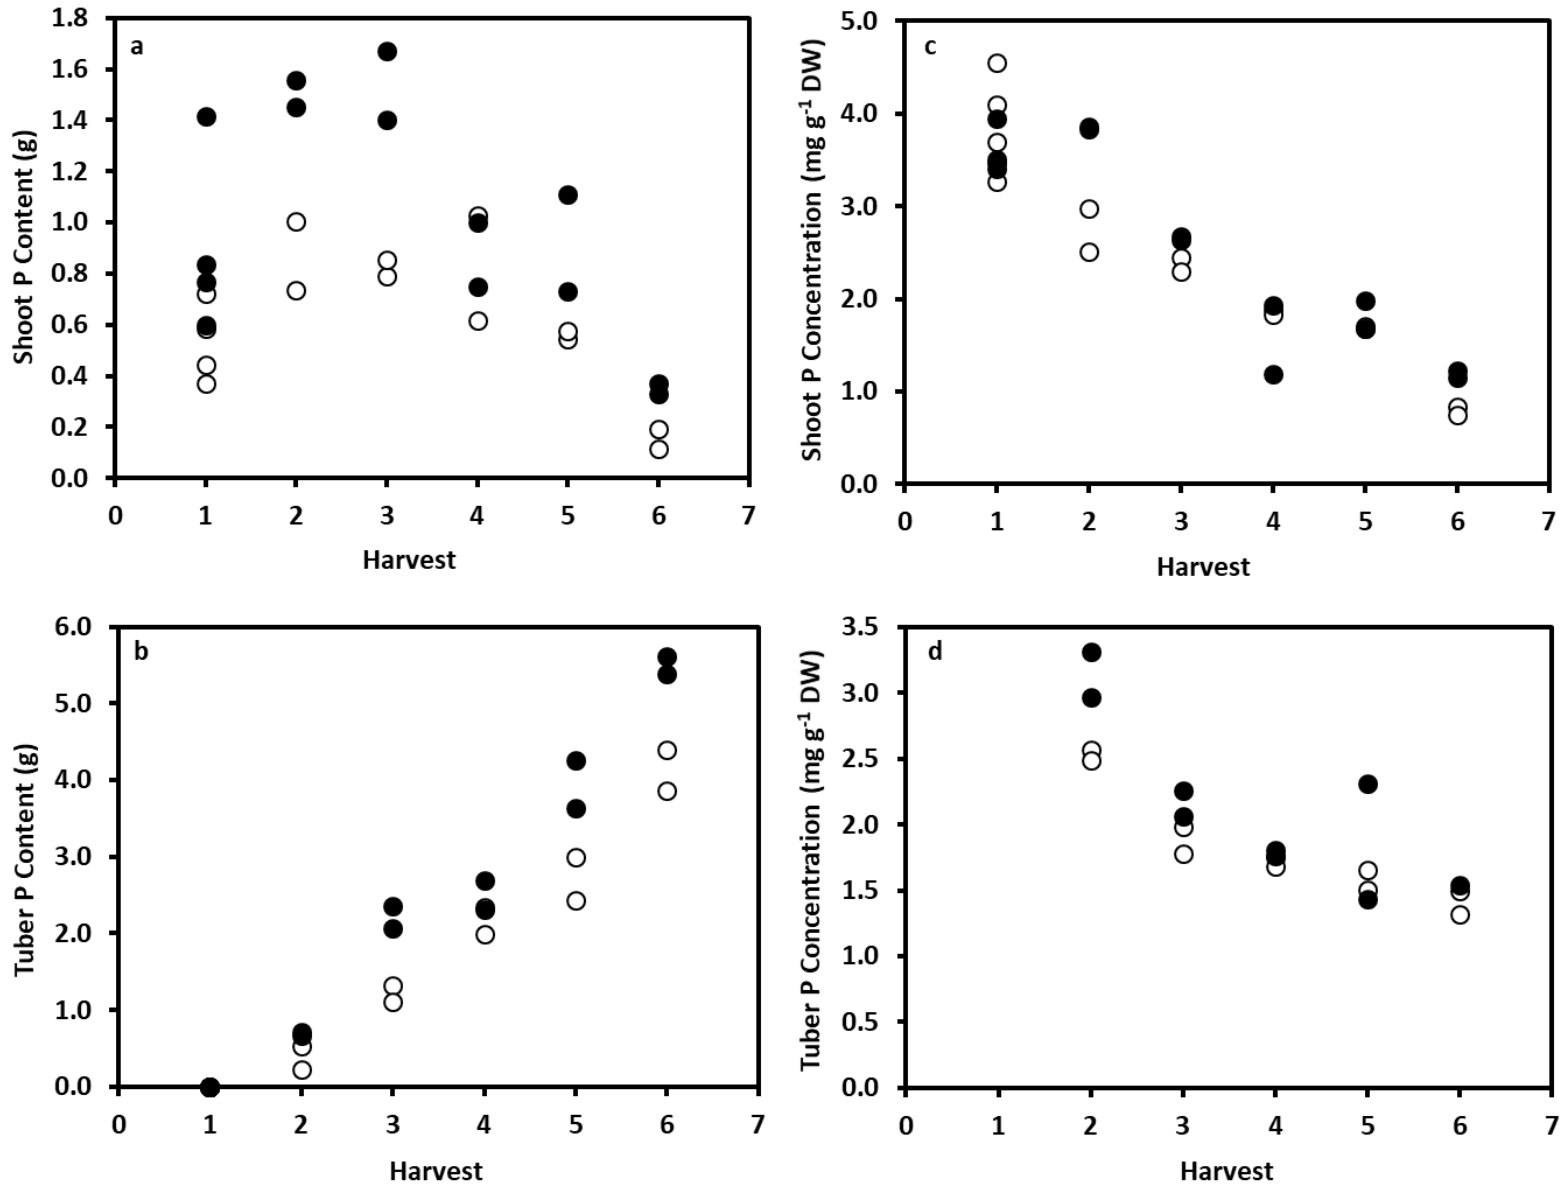 a
1.8
1.6
1.4
1.2
1.0
0.8
0.6
0.4
0.2
0.0
0 1 2 3 4 5 6 7
Harvest
Shoot P Content (g)
c
5.0
4.0
3.0
2.0
1.0
0.0
0 1 2 3 4 5 6 7
Harvest
Shoot P Concentration (mg g⁻¹ DW)
b
6.0
5.0
4.0
3.0
2.0
1.0
0.0
0 1 2 3 4 5 6 7
Harvest
Tuber P Content (g)
d
3.5
3.0
2.5
2.0
1.5
1.0
0.5
0.0
0 1 2 3 4 5 6 7
Harvest
Tuber P Concentration (mg g⁻¹ DW)